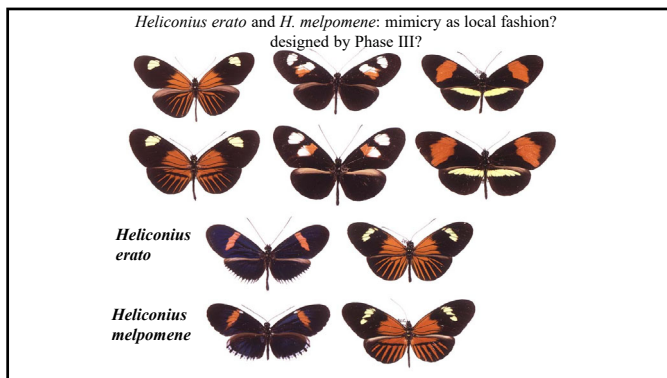 Heliconius erato and H. melpomene: mimicry as local fashion?
designed by Phase III?
Heliconius
erato
Heliconius
melpomene